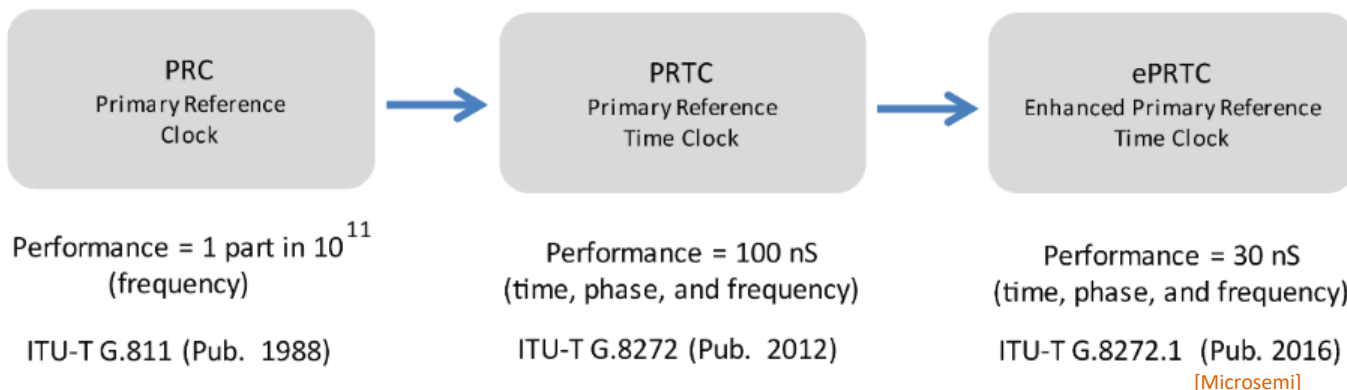 PRC
Primary Reference
Clock
PRTC
Primary Reference
Time Clock
ePRTC
Enhanced Primary Reference
Time Clock
Performance = 1 part in 10^11
(frequency)
ITU-T G.811 (Pub. 1988)
Performance = 100 nS
(time, phase, and frequency)
ITU-T G.8272 (Pub. 2012)
Performance = 30 nS
(time, phase, and frequency)
ITU-T G.8272.1 (Pub. 2016)
[Microsemi]